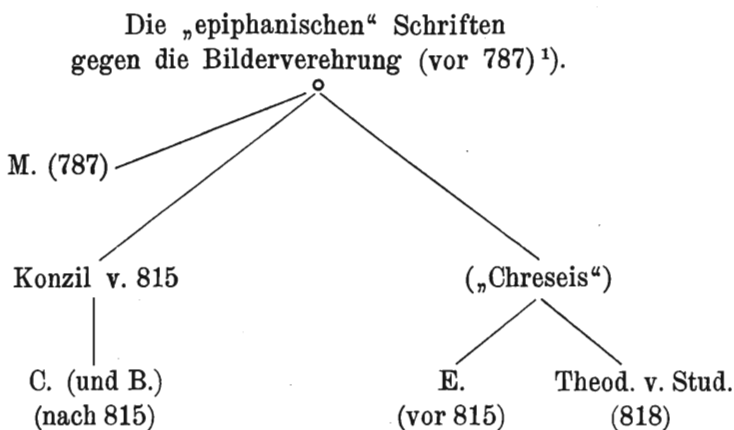 Die „epiphanischen“ Schriften
gegen die Bilderverehrung (vor 787) ¹).
M. (787)
Konzil v. 815
(„Chreseis“)
C. (und B.)
(nach 815)
E.
(vor 815)
Theod. v. Stud.
(818)